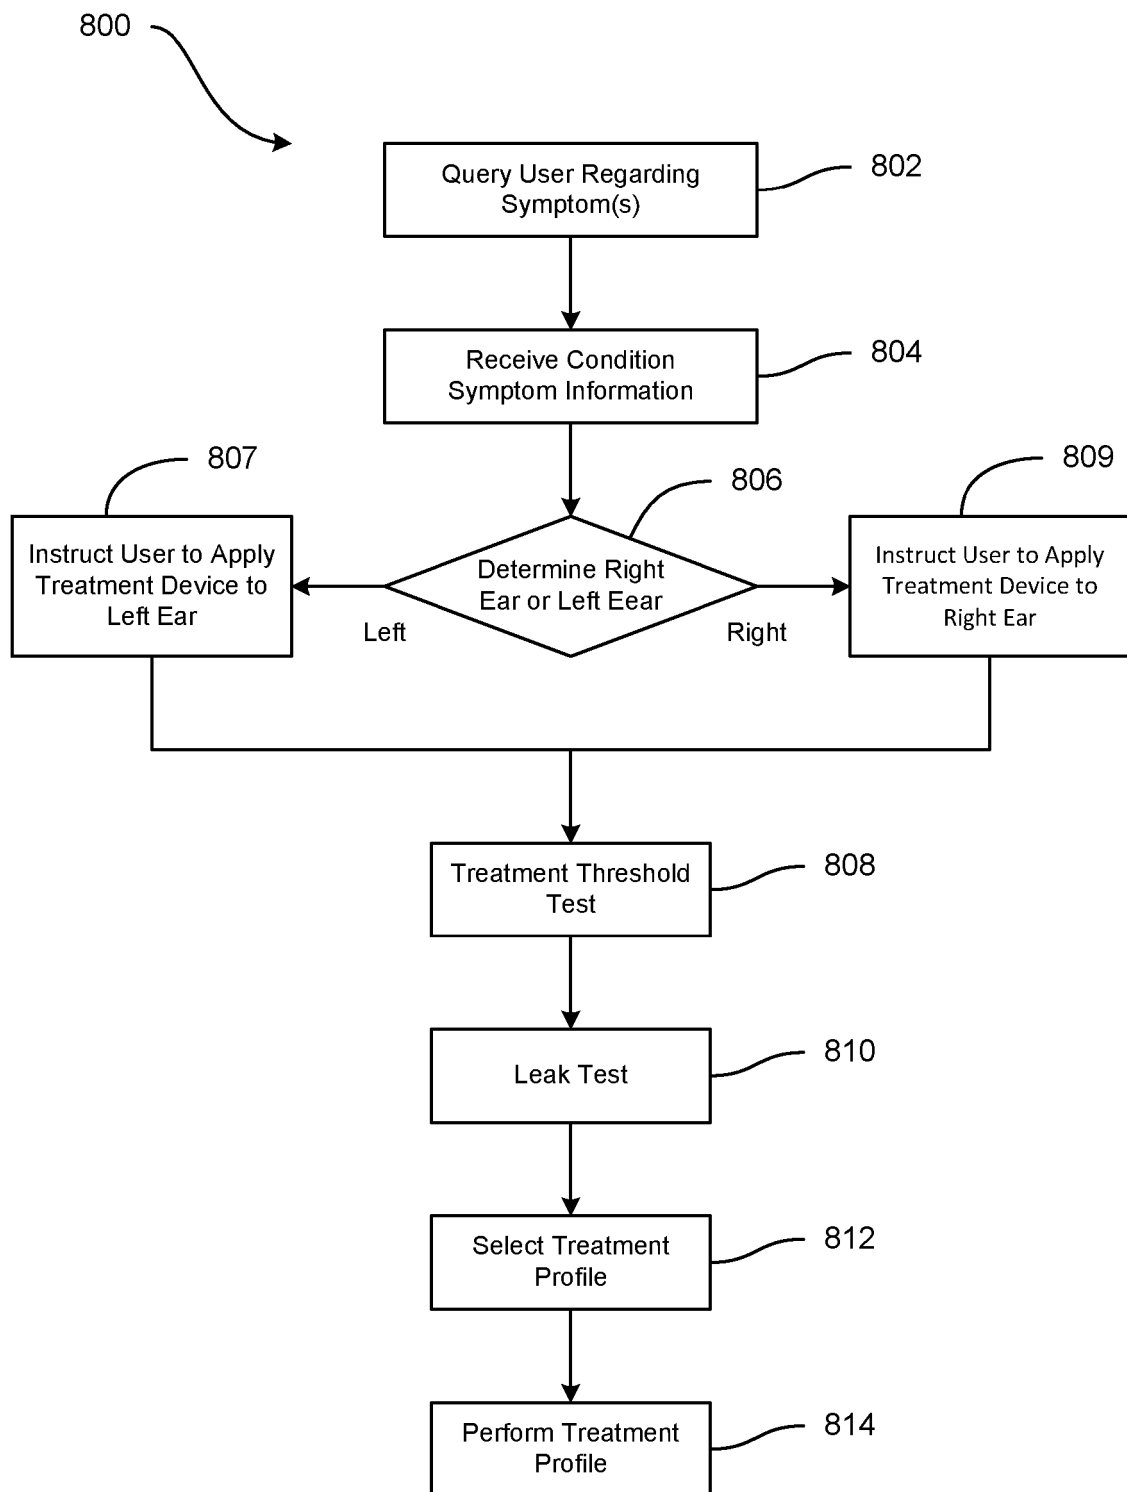 800
Query User Regarding
Symptom(s)
802
Receive Condition
Symptom Information
804
807
806
809
Instruct User to Apply
Treatment Device to
Left Ear
Determine Right
Ear or Left Eear
Instruct User to Apply
Treatment Device to
Right Ear
Left
Right
Treatment Threshold
Test
808
Leak Test
810
Select Treatment
Profile
812
Perform Treatment
Profile
814